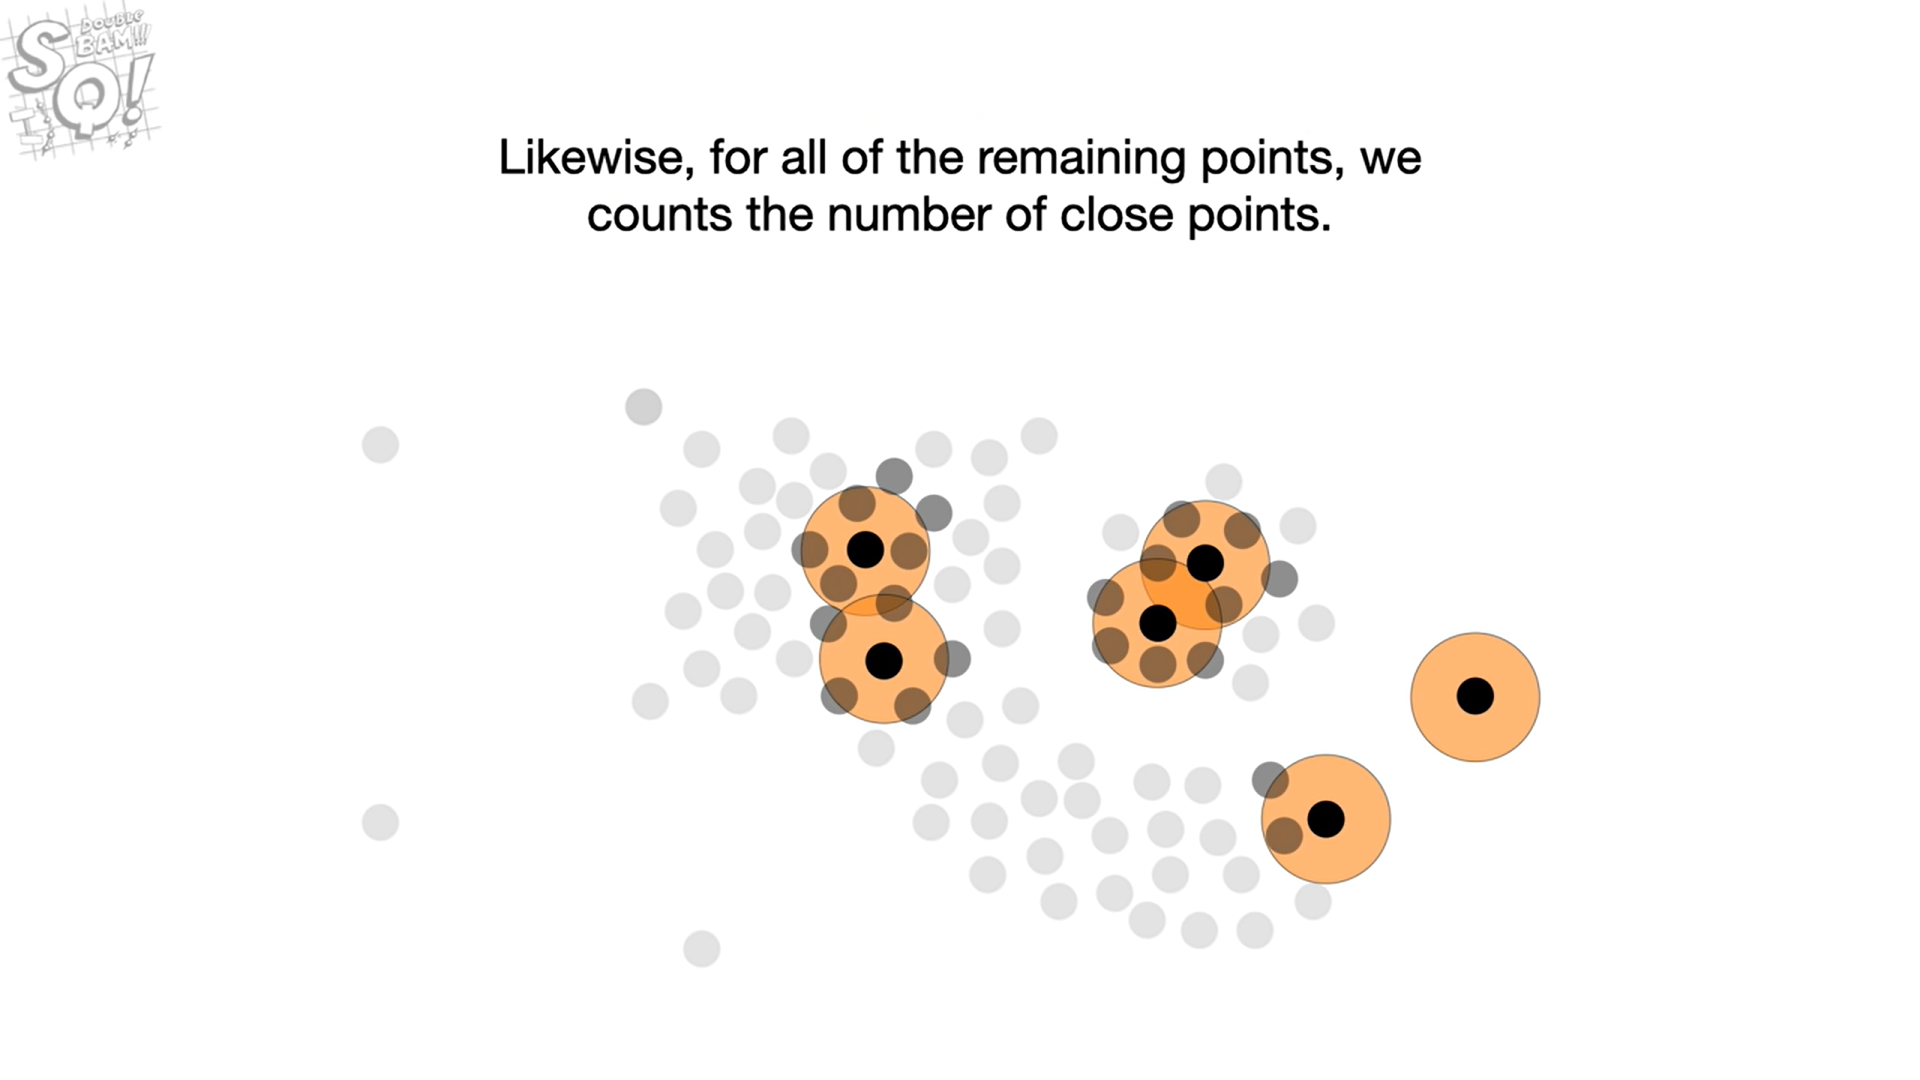 DOUBLE
BAM!!!
SQ!
Likewise, for all of the remaining points, we
counts the number of close points.